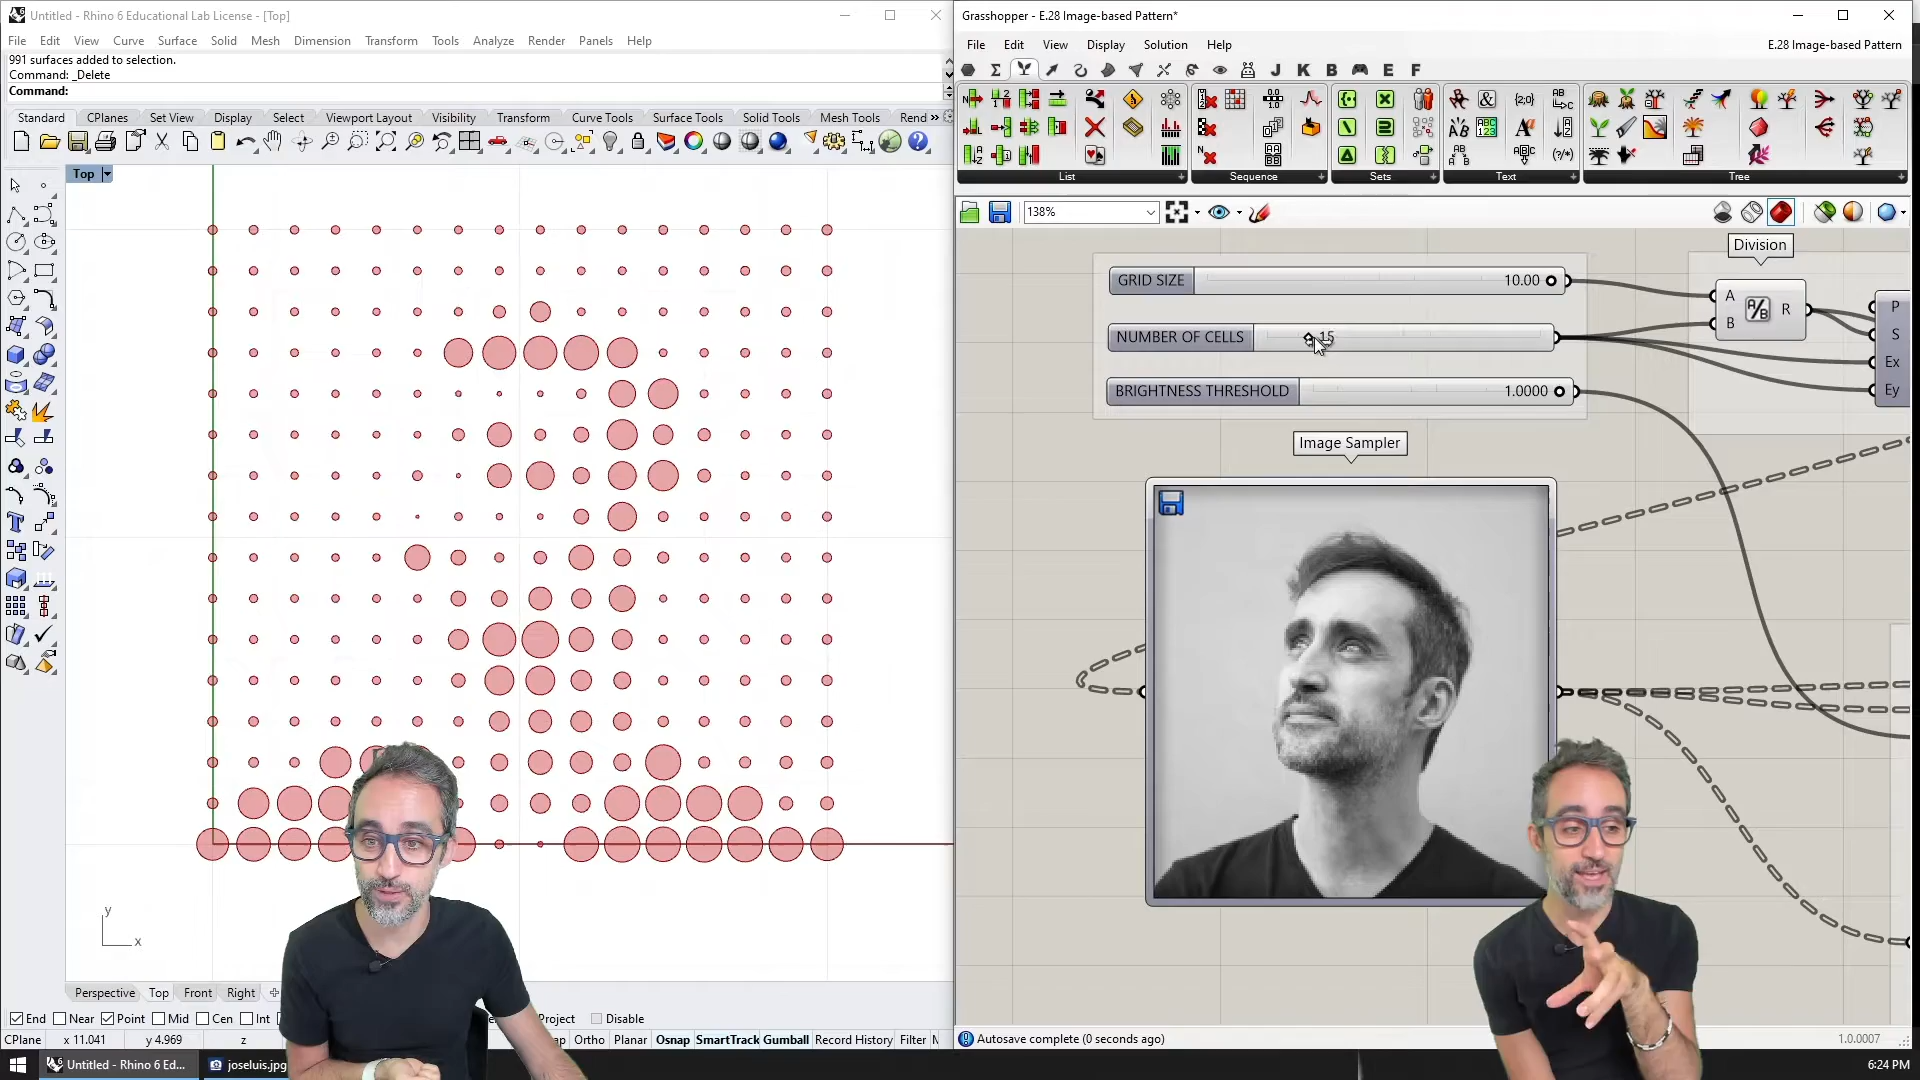 Untitled - Rhino 6 Educational Lab License - [Top]
File Edit View Curve Surface Solid Mesh Dimension Transform Tools Analyze Render Panels Help
991 surfaces added to selection.
Command: _Delete
Command:
Standard CPlanes Set View Display Select Viewport Layout Visibility Transform Curve Tools Surface Tools Solid Tools Mesh Tools Rend »
Top
y
x
Perspective Top Front Right
End Near Point Mid Cen Int Project Disable
CPlane x 11.041 y 4.969 z Ortho Planar Osnap SmartTrack Gumball Record History Filter
Untitled - Rhino 6 Ed... joseluis.jpg
Grasshopper - E.28 Image-based Pattern*
File Edit View Display Solution Help
E.28 Image-based Pattern
J K B E F
List Sequence Sets Text Tree
138%
Division
GRID SIZE 10.00
A
B
R
P
S
Ex
Ey
NUMBER OF CELLS 15
BRIGHTNESS THRESHOLD 1.0000
Image Sampler
Autosave complete (0 seconds ago)
1.0.0007
6:24 PM